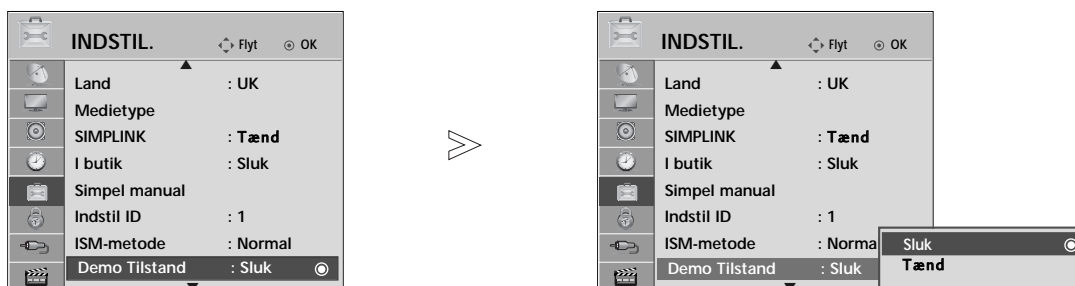 INDSTIL. Flyt OK
Land : UK
Medietype
SIMPLINK : Tænd
I butik : Sluk
Simpel manual
Indstil ID : 1
ISM-metode : Normal
Demo Tilstand : Sluk
INDSTIL. Flyt OK
Land : UK
Medietype
SIMPLINK : Tænd
I butik : Sluk
Simpel manual
Indstil ID : 1
ISM-metode : Norma
Demo Tilstand : Sluk
Sluk
Tænd